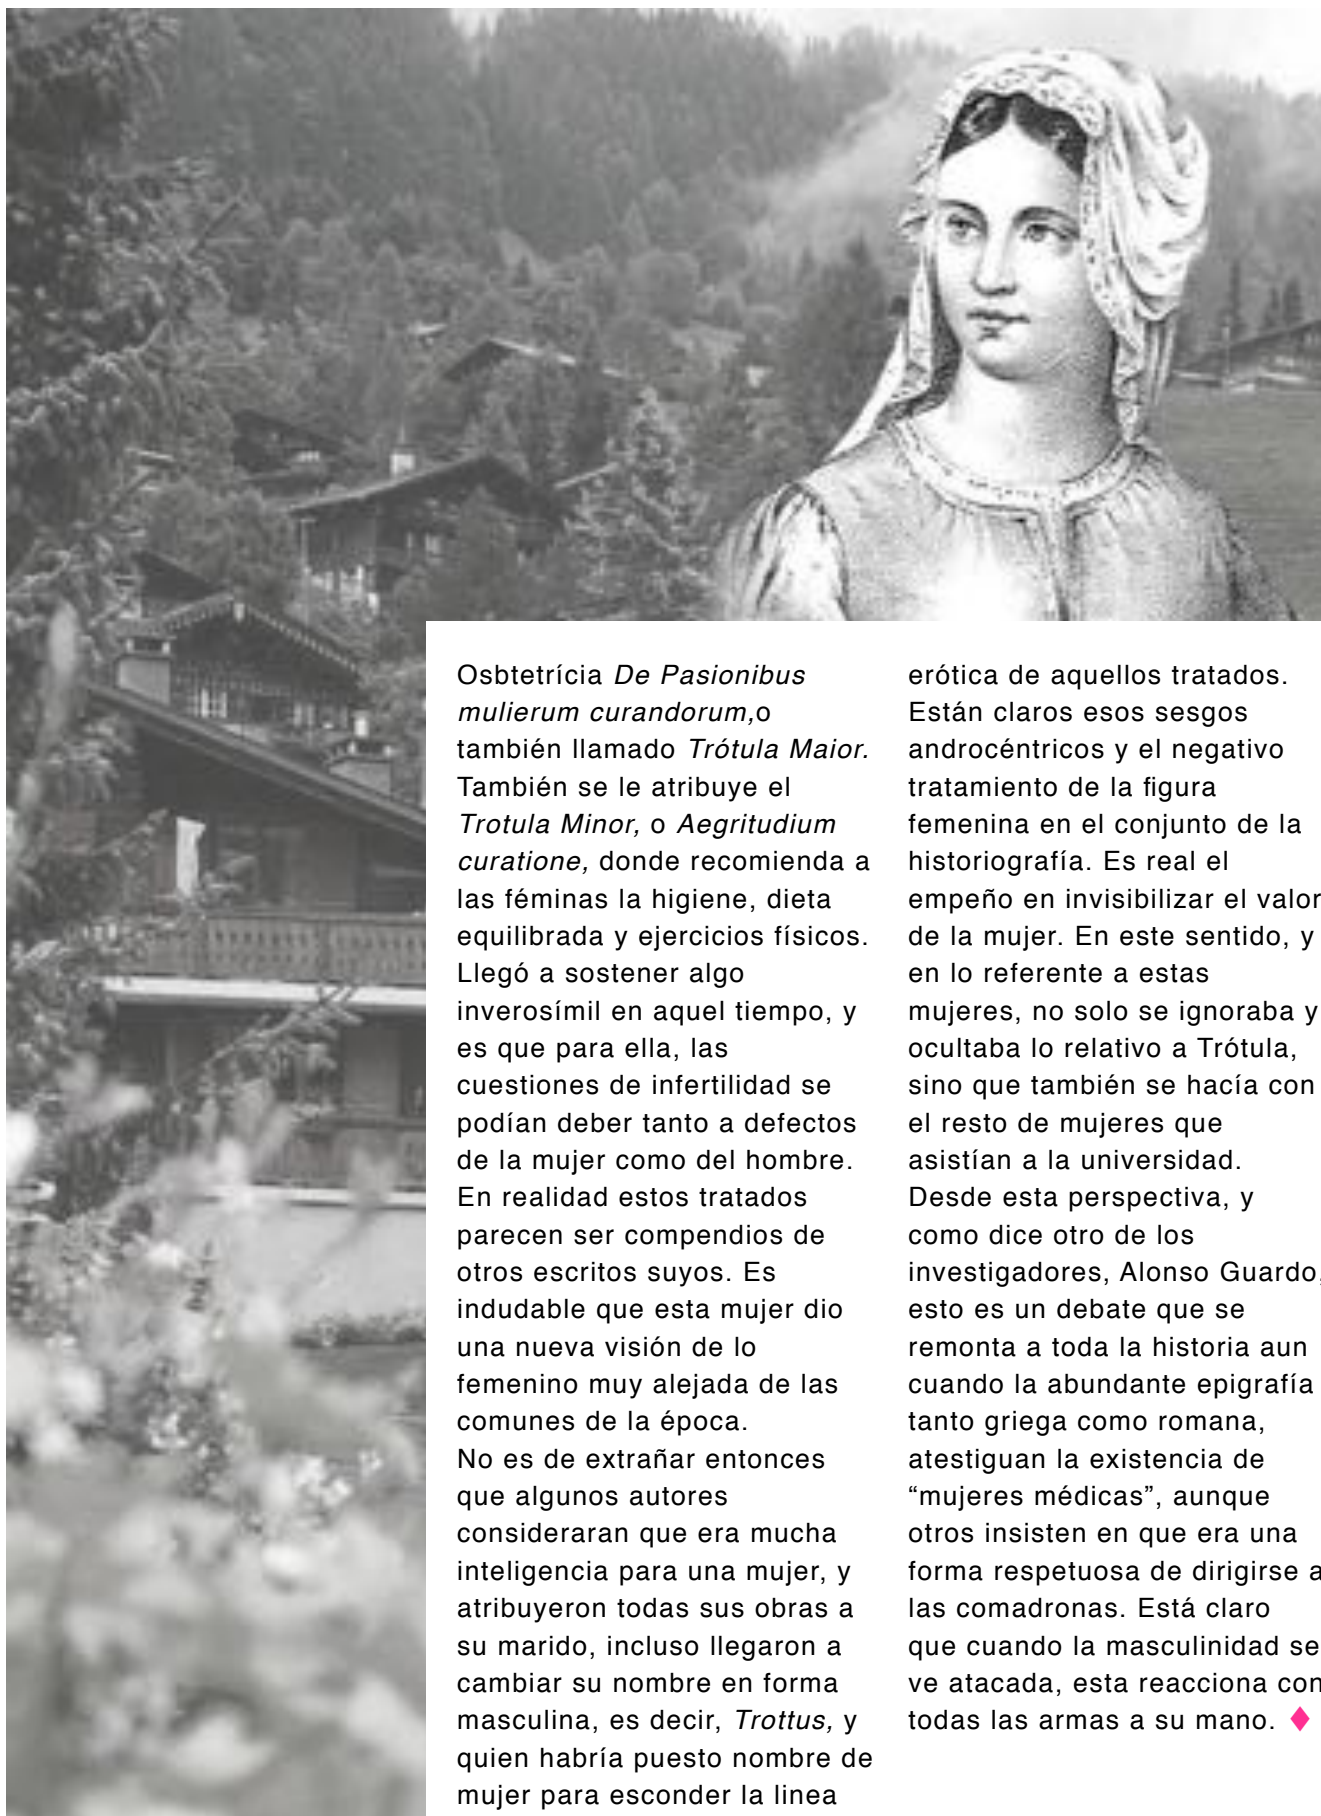 Osbtetrícia De Pasionibus
mulierum curandorum,o
también llamado Trótula Maior.
También se le atribuye el
Trotula Minor, o Aegritudium
curatione, donde recomienda a
las féminas la higiene, dieta
equilibrada y ejercicios físicos.
Llegó a sostener algo
inverosímil en aquel tiempo, y
es que para ella, las
cuestiones de infertilidad se
podían deber tanto a defectos
de la mujer como del hombre.
En realidad estos tratados
parecen ser compendios de
otros escritos suyos. Es
indudable que esta mujer dio
una nueva visión de lo
femenino muy alejada de las
comunes de la época.
No es de extrañar entonces
que algunos autores
consideraran que era mucha
inteligencia para una mujer, y
atribuyeron todas sus obras a
su marido, incluso llegaron a
cambiar su nombre en forma
masculina, es decir, Trottus, y
quien habría puesto nombre de
mujer para esconder la linea
erótica de aquellos tratados.
Están claros esos sesgos
androcéntricos y el negativo
tratamiento de la figura
femenina en el conjunto de la
historiografía. Es real el
empeño en invisibilizar el valor
de la mujer. En este sentido, y
en lo referente a estas
mujeres, no solo se ignoraba y
ocultaba lo relativo a Trótula,
sino que también se hacía con
el resto de mujeres que
asistían a la universidad.
Desde esta perspectiva, y
como dice otro de los
investigadores, Alonso Guardo,
esto es un debate que se
remonta a toda la historia aun
cuando la abundante epigrafía
tanto griega como romana,
atestiguan la existencia de
“mujeres médicas”, aunque
otros insisten en que era una
forma respetuosa de dirigirse a
las comadronas. Está claro
que cuando la masculinidad se
ve atacada, esta reacciona con
todas las armas a su mano.